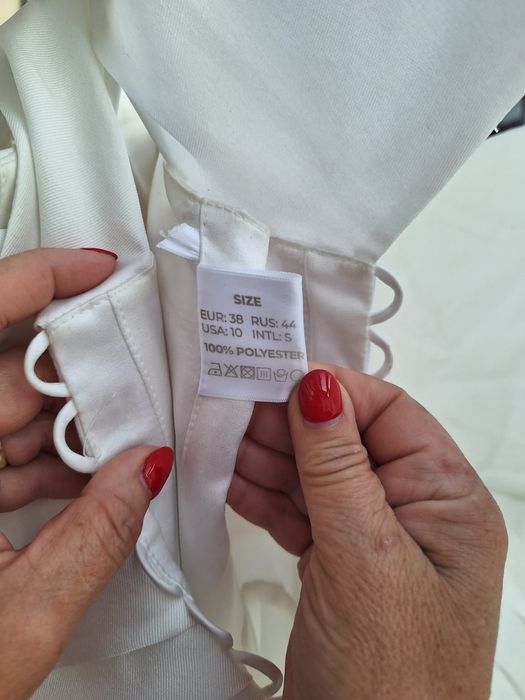 SIZE
EUR: 38 RUS: 44
USA: 10 INTL: S
100% POLYESTER